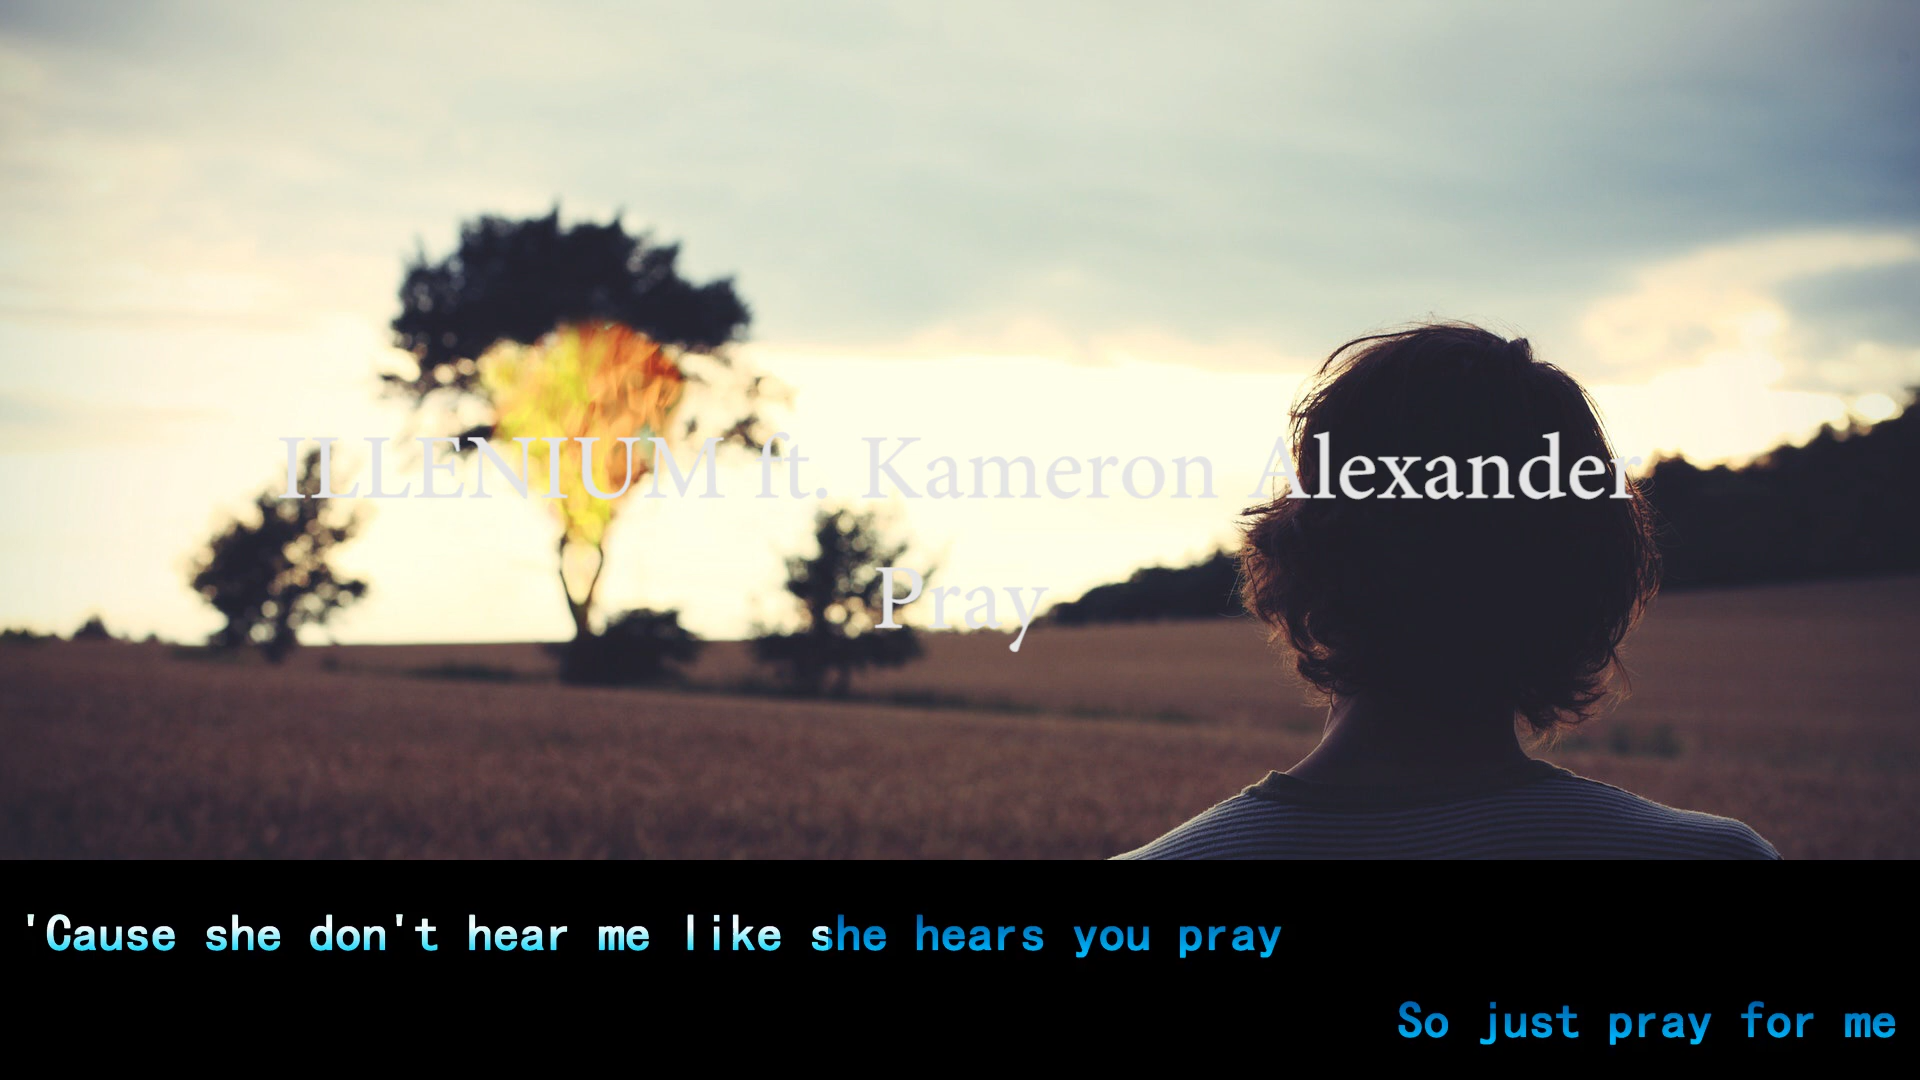 ILLENIUM ft. Kameron Alexander
Pray
'Cause she don't hear me like she hears you pray
So just pray for me